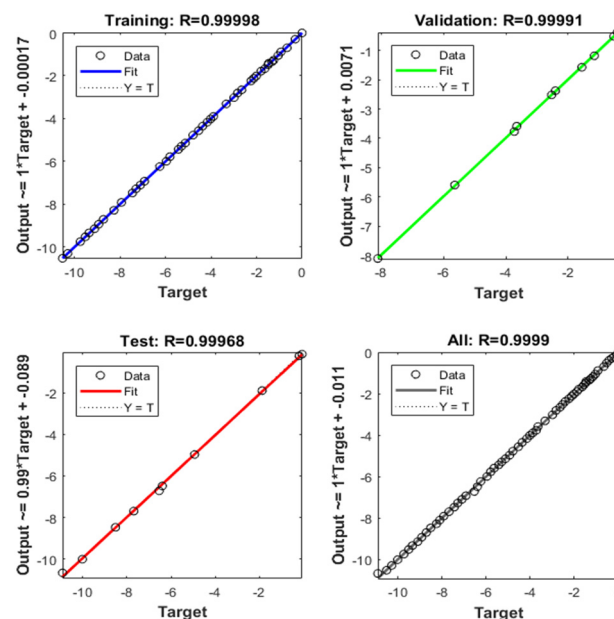 Training: R=0.99998
Output ~= 1*Target + -0.00017
0
-2
-4
-6
-8
-10
Data
Fit
Y = T
-10 -8 -6 -4 -2 0
Target
Validation: R=0.99991
Output ~= 1*Target + 0.0071
-1
-2
-3
-4
-5
-6
-7
-8
Data
Fit
Y = T
-8 -6 -4 -2
Target
Test: R=0.99968
Output ~= 0.99*Target + -0.089
-2
-4
-6
-8
-10
Data
Fit
Y = T
-10 -8 -6 -4 -2
Target
All: R=0.9999
Output ~= 1*Target + -0.011
0
-2
-4
-6
-8
-10
Data
Fit
Y = T
-10 -8 -6 -4 -2
Target